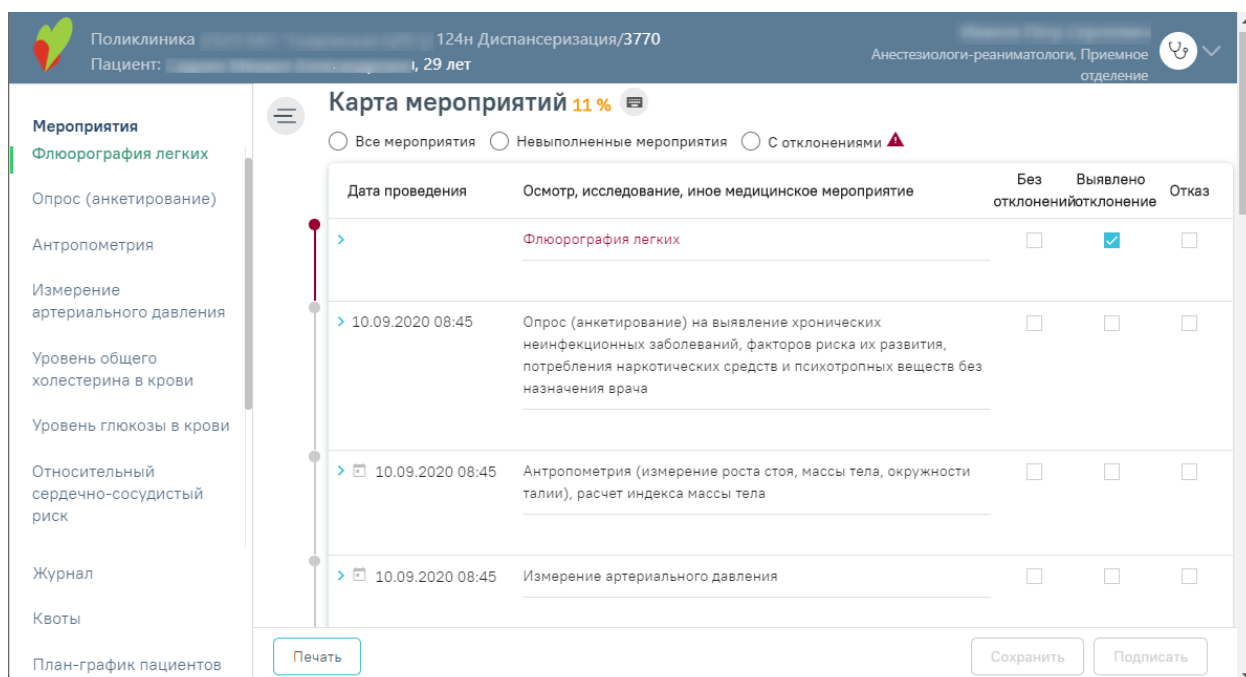 Поликлиника 124н Диспансеризация/3770
Пациент: , 29 лет
Анестезиологи-реаниматологи, Приемное
отделение
Мероприятия
Флюорография легких
Опрос (анкетирование)
Антропометрия
Измерение
артериального давления
Уровень общего
холестерина в крови
Уровень глюкозы в крови
Относительный
сердечно-сосудистый
риск
Журнал
Квоты
План-график пациентов
Карта мероприятий 11 %
Все мероприятия Невыполненные мероприятия С отклонениями
Дата проведения Осмотр, исследование, иное медицинское мероприятие Без отклонений Выявлено отклонение Отказ
Флюорография легких
10.09.2020 08:45 Опрос (анкетирование) на выявление хронических
неинфекционных заболеваний, факторов риска их развития,
потребления наркотических средств и психотропных веществ без
назначения врача
10.09.2020 08:45 Антропометрия (измерение роста стоя, массы тела, окружности
талии), расчет индекса массы тела
10.09.2020 08:45 Измерение артериального давления
Печать Сохранить Подписать